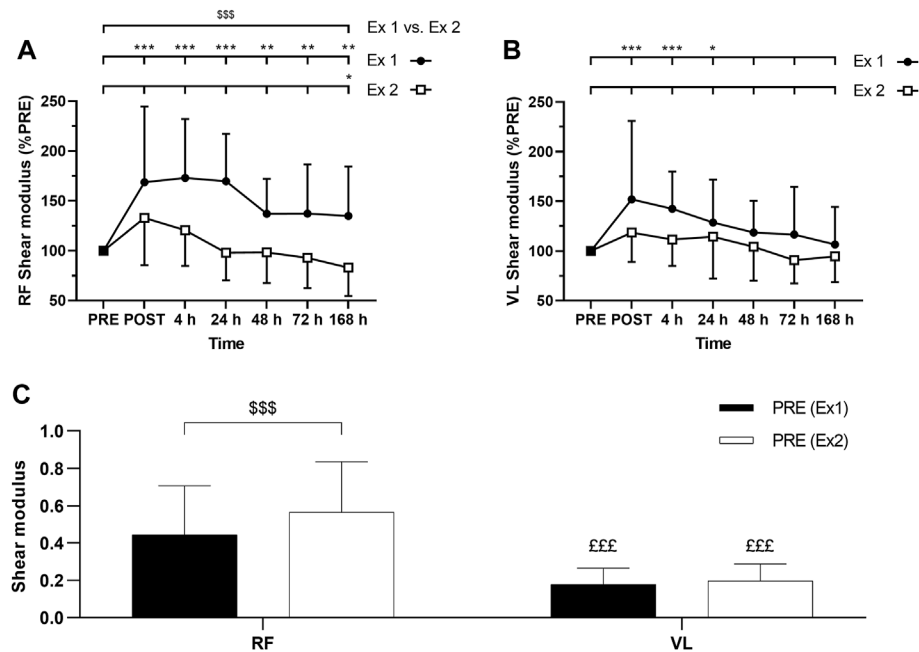 A
$$$
Ex 1 vs. Ex 2
*** *** *** ** ** **
Ex 1
*
Ex 2
RF Shear modulus (%PRE)
250
200
150
100
50
PRE POST 4 h 24 h 48 h 72 h 168 h
Time
B
*** *** *
Ex 1
Ex 2
VL Shear modulus (%PRE)
250
200
150
100
50
PRE POST 4 h 24 h 48 h 72 h 168 h
Time
C
$$$
PRE (Ex1)
PRE (Ex2)
Shear modulus
1.0
0.8
0.6
0.4
0.2
0.0
£££ £££
RF VL